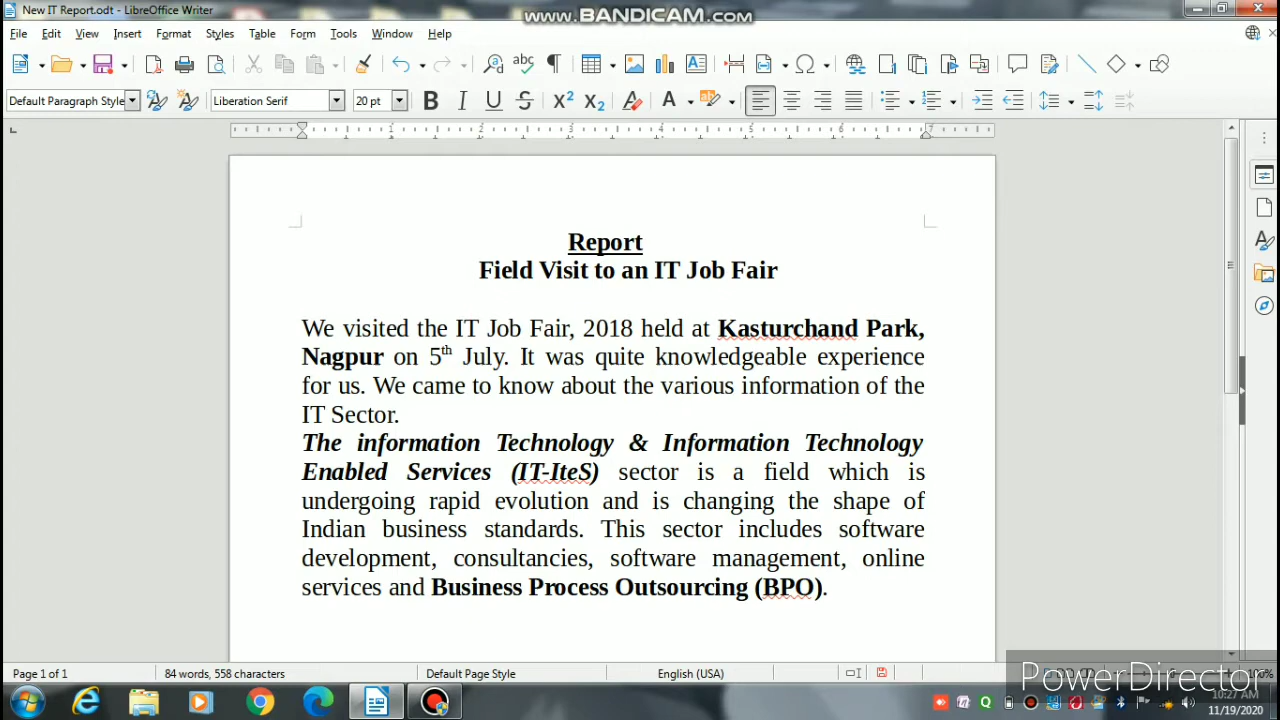 New IT Report.odt - LibreOffice Writer
www.BANDICAM.com
File Edit View Insert Format Styles Table Form Tools Window Help
Default Paragraph Style Liberation Serif 20 pt
Report
Field Visit to an IT Job Fair
We visited the IT Job Fair, 2018 held at Kasturchand Park,
Nagpur on 5th July. It was quite knowledgeable experience
for us. We came to know about the various information of the
IT Sector.
The information Technology & Information Technology
Enabled Services (IT-IteS) sector is a field which is
undergoing rapid evolution and is changing the shape of
Indian business standards. This sector includes software
development, consultancies, software management, online
services and Business Process Outsourcing (BPO).
Page 1 of 1 84 words, 558 characters Default Page Style English (USA) 100%
PowerDirector
10:27 AM
11/19/2020